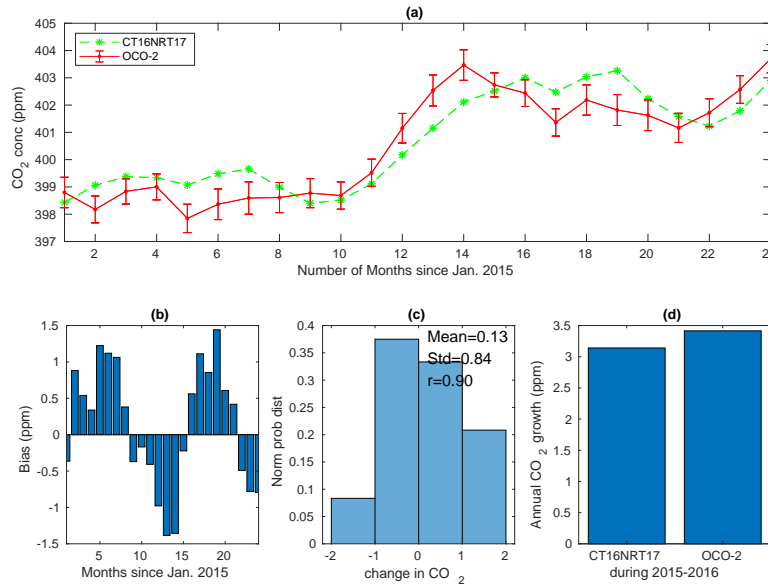 (a)
405
404
403
402
401
400
399
398
397
CO2 conc (ppm)
CT16NRT17
OCO-2
2 4 6 8 10 12 14 16 18 20 22 2
Number of Months since Jan. 2015
(b)
1.5
1
0.5
0
-0.5
-1
-1.5
Bias (ppm)
5 10 15 20
Months since Jan. 2015
(c)
0.4
0.35
0.3
0.25
0.2
0.15
0.1
0.05
0
Norm prob dist
Mean=0.13
Std=0.84
r=0.90
-2 -1 0 1 2
change in CO 2
(d)
3.5
3
2.5
2
1.5
1
0.5
0
Annual CO 2 growth (ppm)
CT16NRT17 OCO-2
during 2015-2016